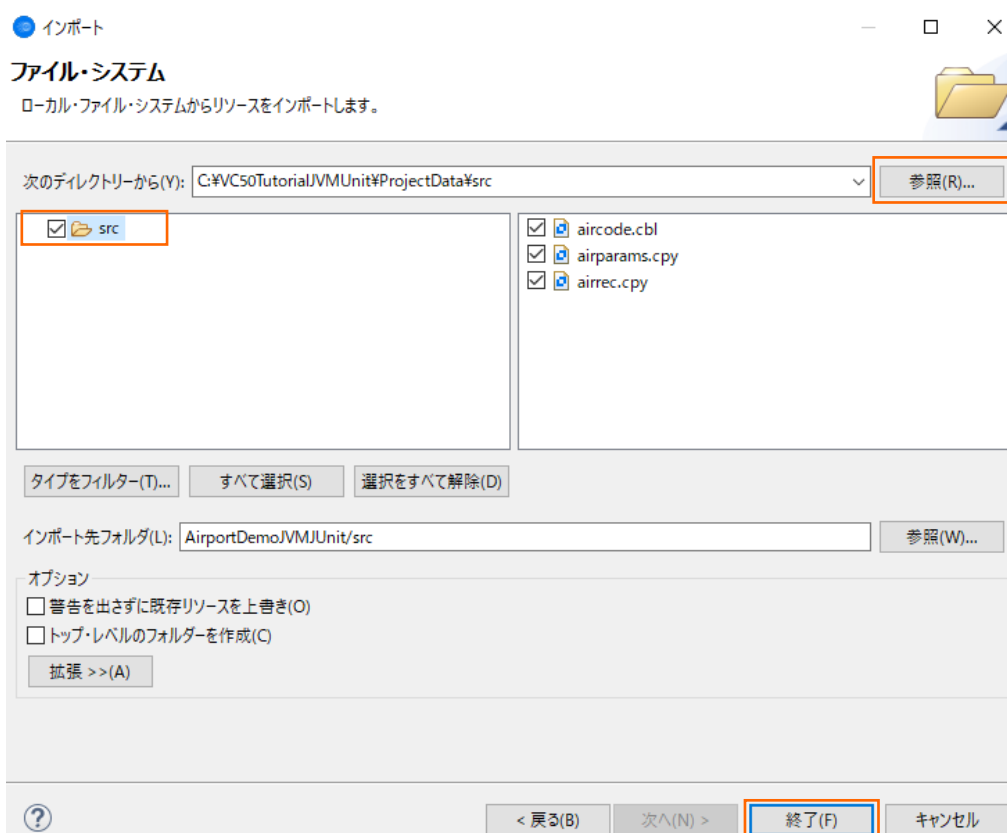 インポート
ファイル・システム
ローカル・ファイル・システムからリソースをインポートします。
次のディレクトリーから(Y): C:¥VC50TutorialJVMUnit¥ProjectData¥src 参照(R)...
src
aircode.cbl
airparams.cpy
airrec.cpy
タイプをフィルター(T)... すべて選択(S) 選択をすべて解除(D)
インポート先フォルダ(L): AirportDemoJVMJUnit/src 参照(W)...
オプション
警告を出さずに既存リソースを上書き(O)
トップ・レベルのフォルダーを作成(C)
拡張 >>(A)
? < 戻る(B) 次へ(N) > 終了(F) キャンセル